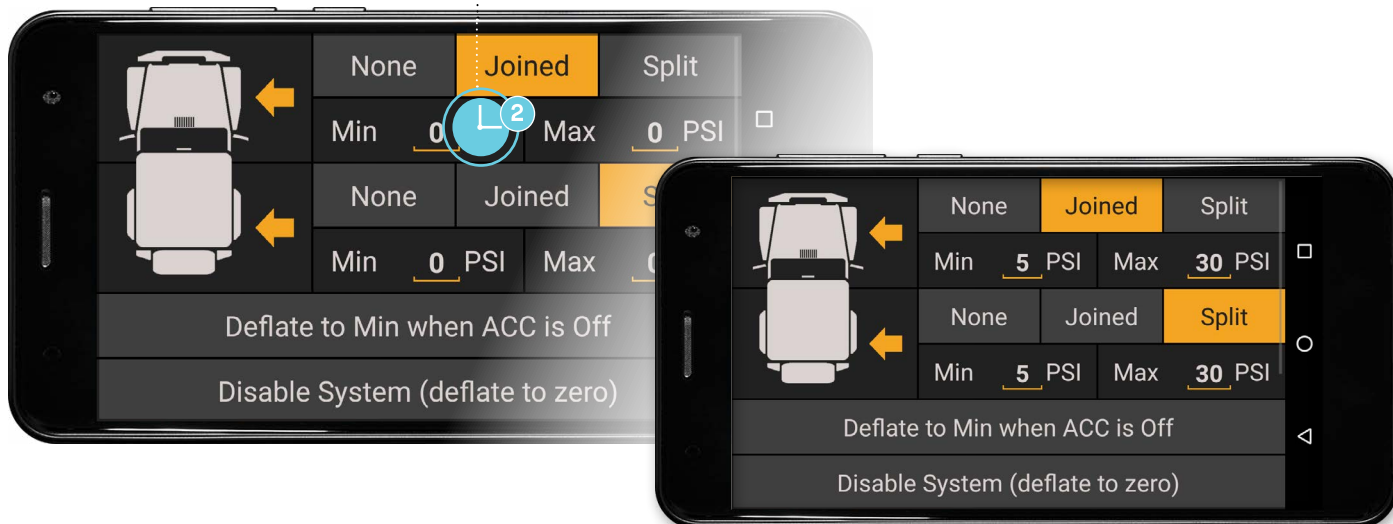 None Joined Split
Min 0 2 Max 0 PSI
None Joined S
Min 0 PSI Max 0
Deflate to Min when ACC is Off
Disable System (deflate to zero)
None Joined Split
Min 5 PSI Max 30 PSI
None Joined Split
Min 5 PSI Max 30 PSI
Deflate to Min when ACC is Off
Disable System (deflate to zero)